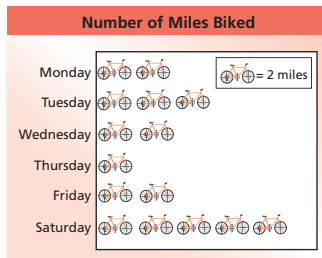 Number of Miles Biked
= 2 miles
Monday
Tuesday
Wednesday
Thursday
Friday
Saturday